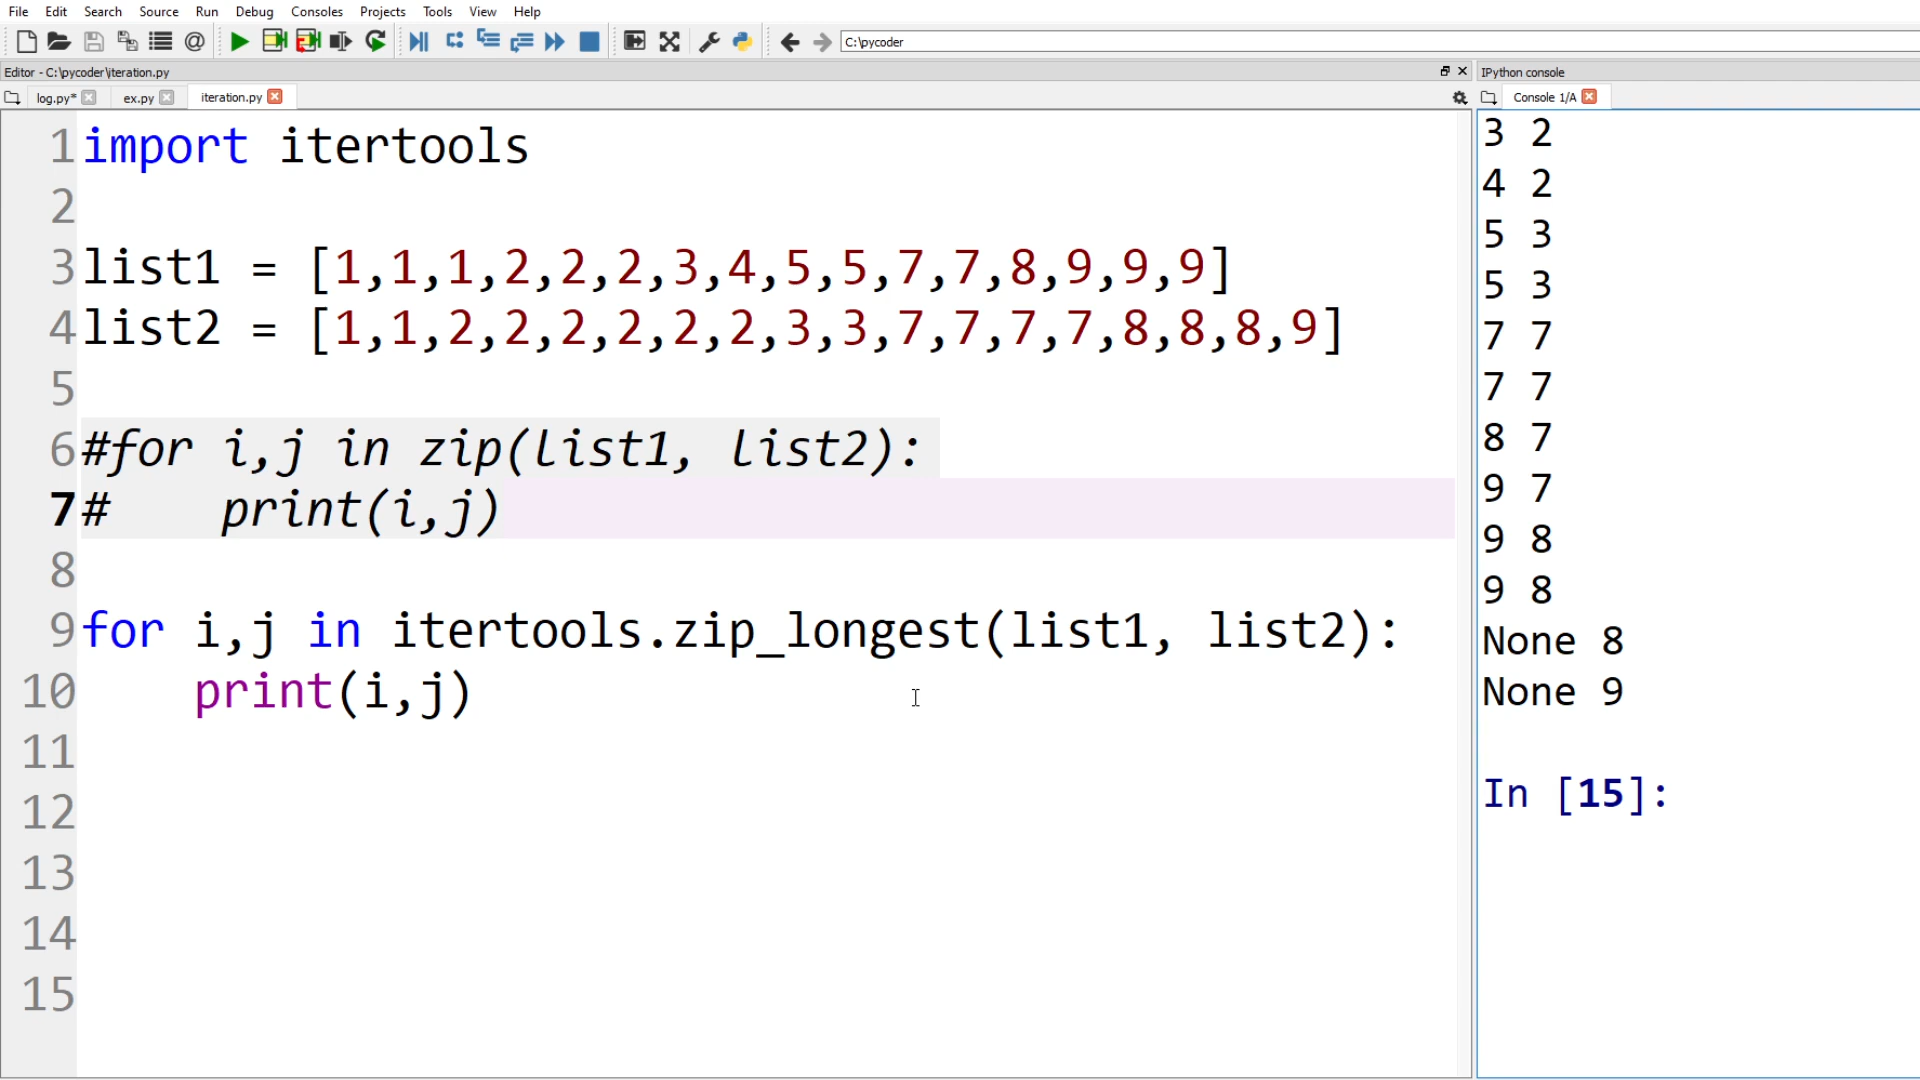 File Edit Search Source Run Debug Consoles Projects Tools View Help
C:\pycoder
Editor - C:\pycoder\iteration.py
IPython console
log.py* ex.py iteration.py
Console 1/A
1 import itertools
2
3 list1 = [1,1,1,2,2,2,3,4,5,5,7,7,8,9,9,9]
4 list2 = [1,1,2,2,2,2,2,2,3,3,7,7,7,7,8,8,8,9]
5
6 #for i,j in zip(list1, list2):
7 #    print(i,j)
8
9 for i,j in itertools.zip_longest(list1, list2):
10     print(i,j)
11
12
13
14
15
3 2
4 2
5 3
5 3
7 7
7 7
8 7
9 7
9 8
9 8
None 8
None 9
In [15]: